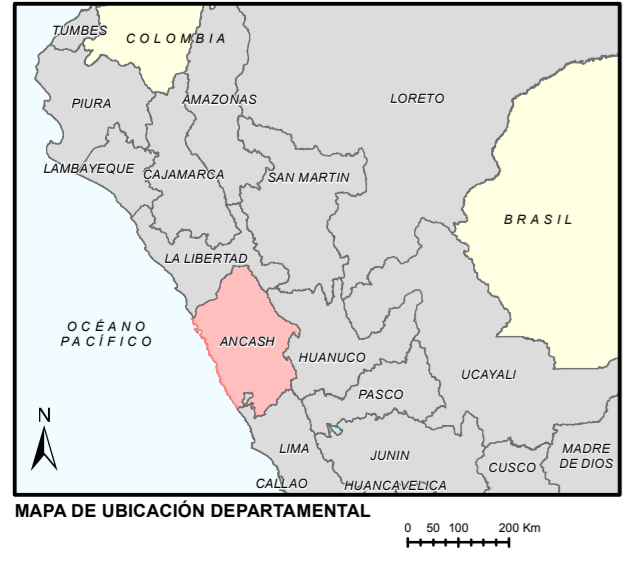 TUMBES
COLOMBIA
PIURA
AMAZONAS
LORETO
LAMBAYEQUE
CAJAMARCA
SAN MARTIN
BRASIL
LA LIBERTAD
OCÉANO
PACÍFICO
ANCASH
HUANUCO
UCAYALI
PASCO
N
LIMA
JUNIN
MADRE
DE DIOS
CUSCO
CALLAO
HUANCAVELICA
MAPA DE UBICACIÓN DEPARTAMENTAL
0 50 100 200 Km